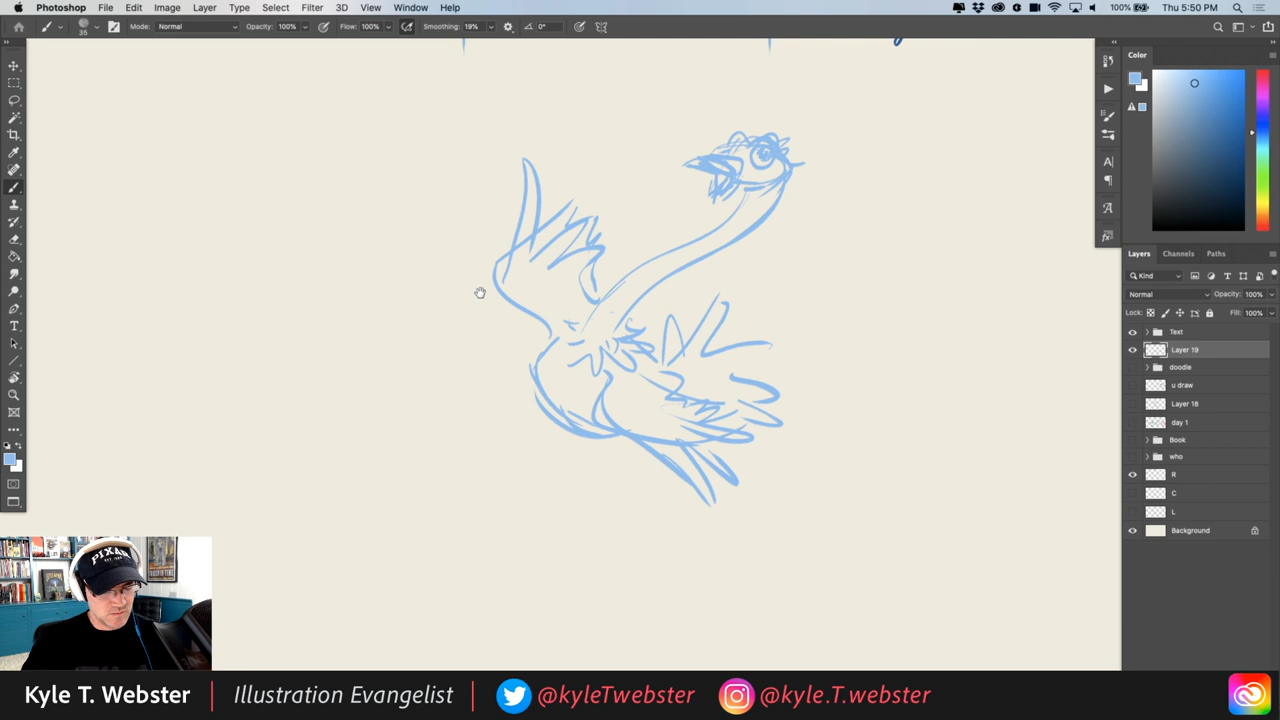 Photoshop File Edit Image Layer Type Select Filter 3D View Window Help 100% Thu 5:50 PM
35 Mode: Normal Opacity: 100% Flow: 100% Smoothing: 19% 0°
Color
Layers Channels Paths
Kind
Normal Opacity: 100%
Lock: Fill: 100%
Text
Layer 19
doodle
u draw
Layer 18
day 1
Book
who
R
C
L
Background
PIXAR
Kyle T. Webster | Illustration Evangelist | @kyleTwebster @kyle.T.webster